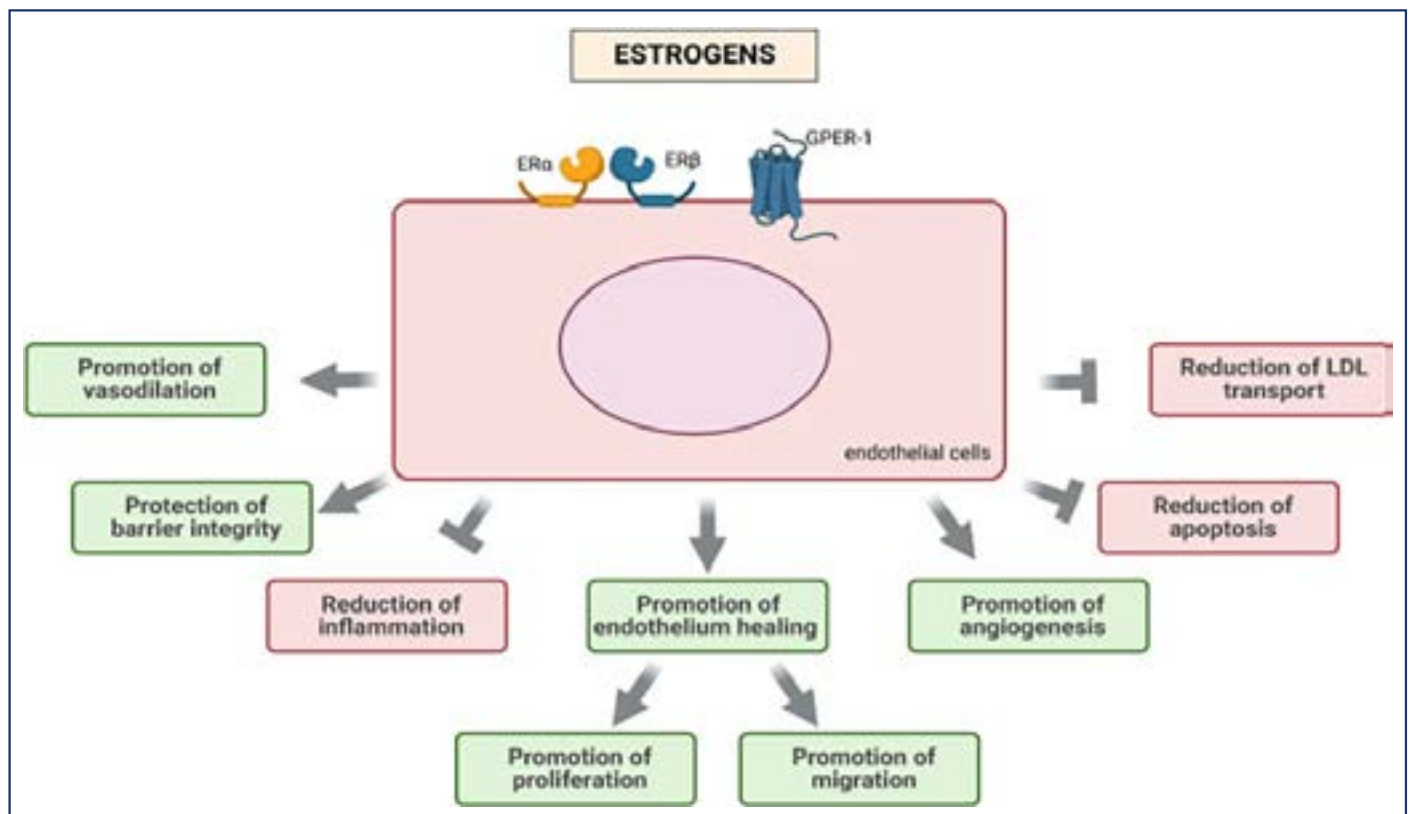 ESTROGENS
ERα
ERβ
GPER-1
endothelial cells
Promotion of
vasodilation
Reduction of LDL
transport
Protection of
barrier integrity
Reduction of
apoptosis
Reduction of
inflammation
Promotion of
endothelium healing
Promotion of
angiogenesis
Promotion of
proliferation
Promotion of
migration